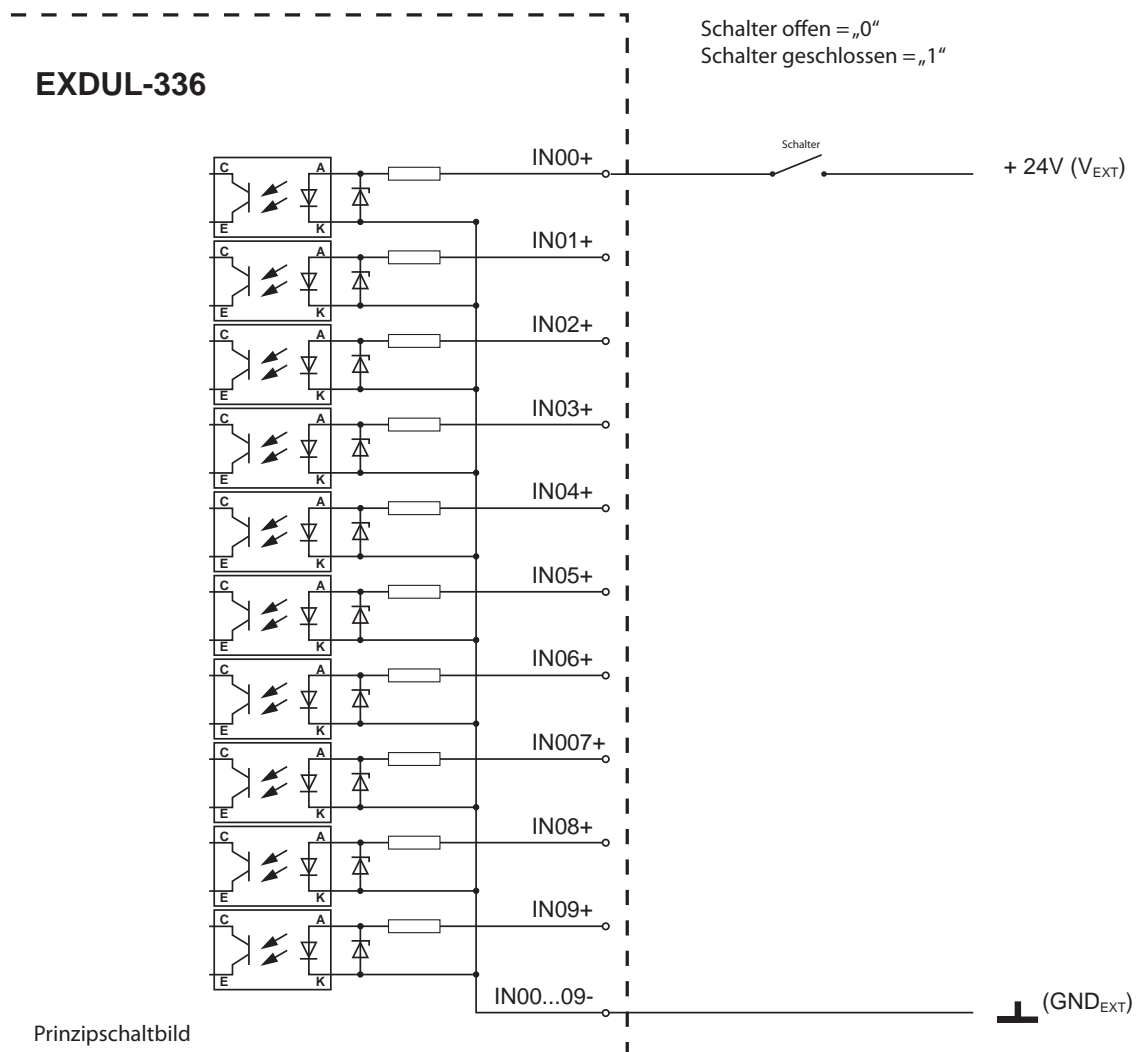 Schalter offen = „0“
Schalter geschlossen = „1“
EXDUL-336
Schalter
IN00+
+ 24V (VEXT)
C A
E K
IN01+
C A
E K
IN02+
C A
E K
IN03+
C A
E K
IN04+
C A
E K
IN05+
C A
E K
IN06+
C A
E K
IN007+
C A
E K
IN08+
C A
E K
IN09+
C A
E K
IN00...09-
(GNDEXT)
Prinzipschaltbild